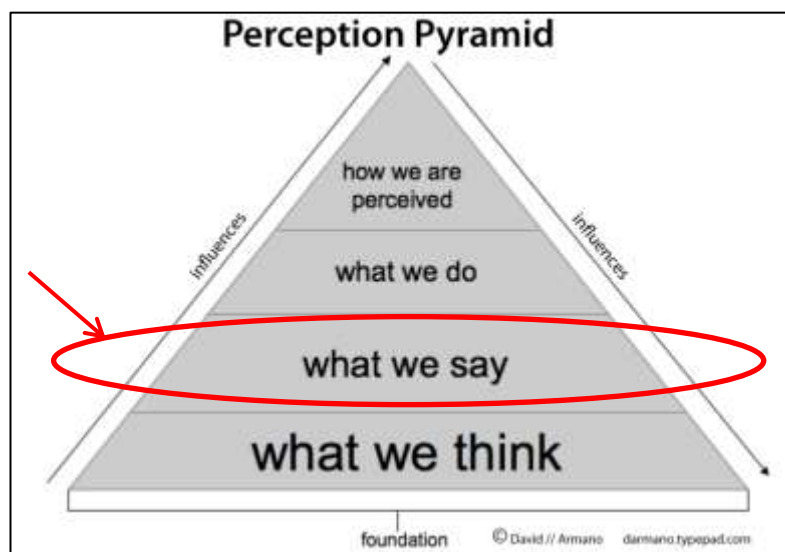 Perception Pyramid
how we are
perceived
influences
influences
what we do
what we say
what we think
foundation
© David // Armano darmano.typepad.com